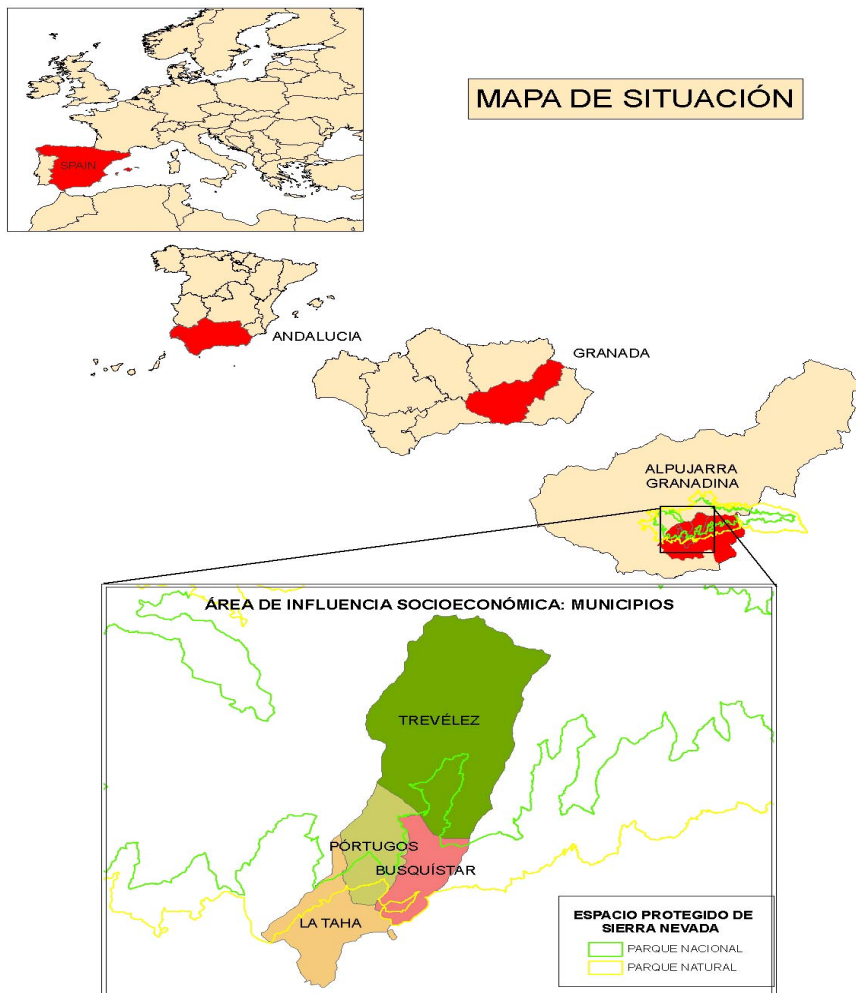 MAPA DE SITUACIÓN
SPAIN
ANDALUCIA
GRANADA
ALPUJARRA
GRANADINA
ÁREA DE INFLUENCIA SOCIOECONÓMICA: MUNICIPIOS
TREVÉLEZ
PÓRTUGOS
BUSQUÍSTAR
LA TAHA
ESPACIO PROTEGIDO DE
SIERRA NEVADA
PARQUE NACIONAL
PARQUE NATURAL